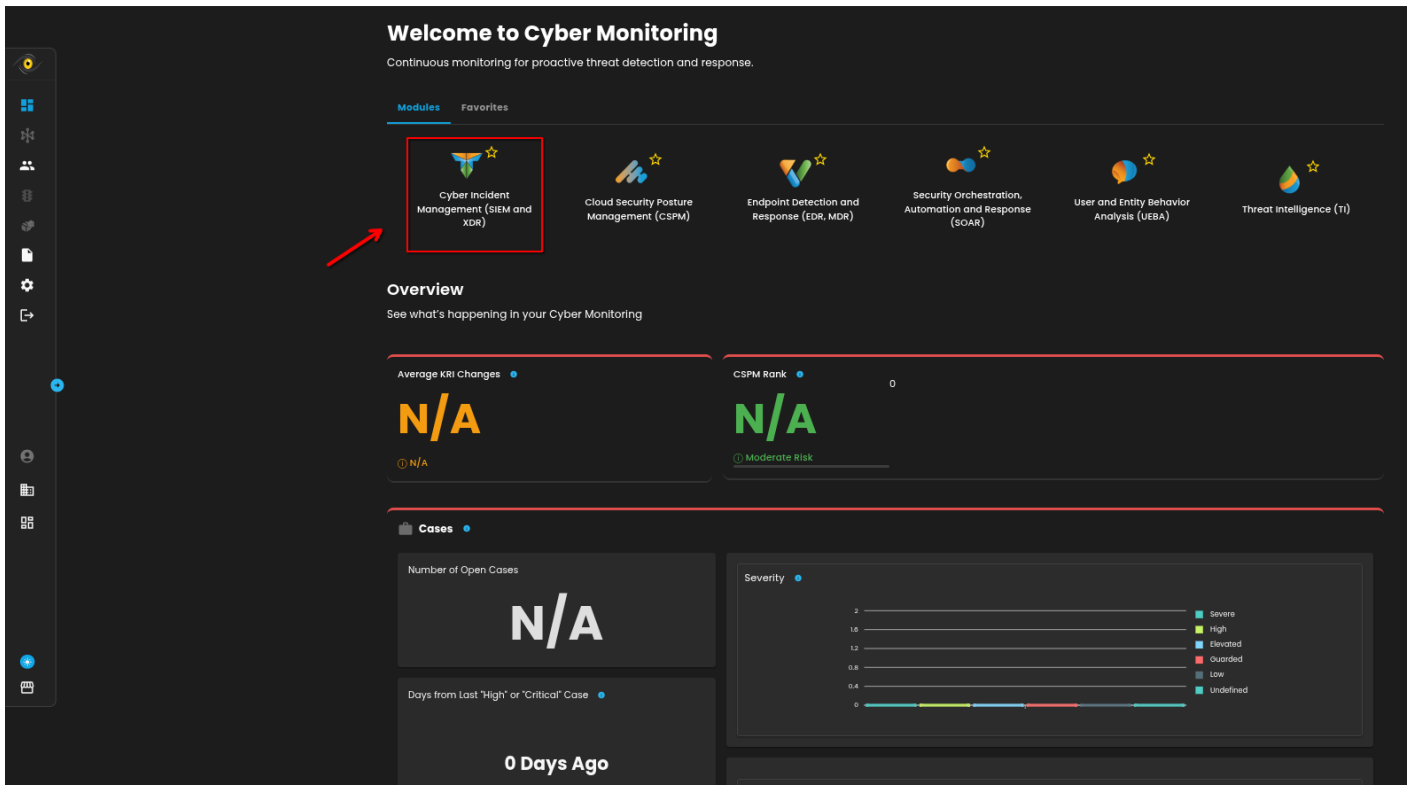 Welcome to Cyber Monitoring
Continuous monitoring for proactive threat detection and response.
Modules
Favorites
Cyber Incident
Management (SIEM and
XDR)
Cloud Security Posture
Management (CSPM)
Endpoint Detection and
Response (EDR, MDR)
Security Orchestration,
Automation and Response
(SOAR)
User and Entity Behavior
Analysis (UEBA)
Threat Intelligence (TI)
Overview
See what's happening in your Cyber Monitoring
Average KRI Changes
N/A
N/A
CSPM Rank
0
N/A
Moderate Risk
Cases
Number of Open Cases
N/A
Days from Last "High" or "Critical" Case
0 Days Ago
Severity
2
1.6
1.2
0.8
0.4
0
Severe
High
Elevated
Guarded
Low
Undefined